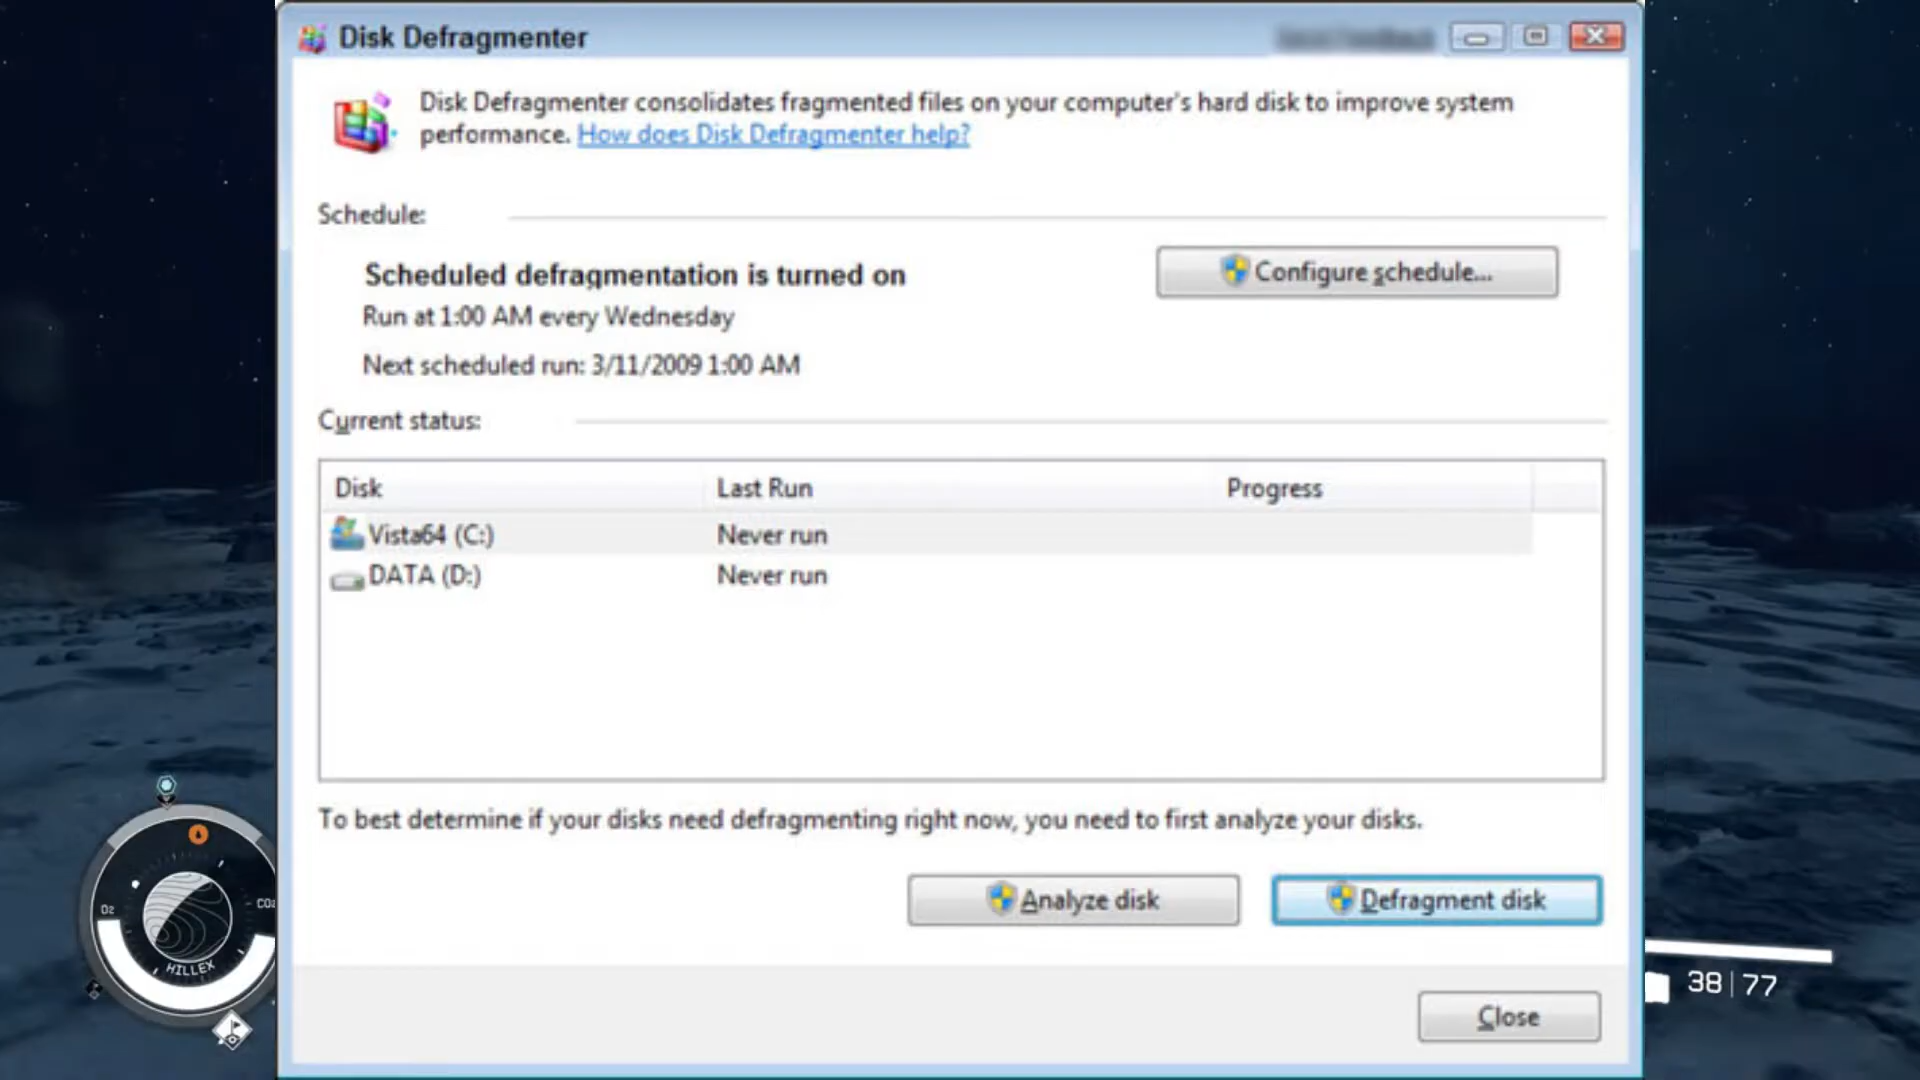 Disk Defragmenter
Disk Defragmenter consolidates fragmented files on your computer's hard disk to improve system
performance. How does Disk Defragmenter help?
Schedule:
Scheduled defragmentation is turned on
Configure schedule...
Run at 1:00 AM every Wednesday
Next scheduled run: 3/11/2009 1:00 AM
Current status:
Disk Last Run Progress
Vista64 (C:) Never run
DATA (D:) Never run
To best determine if your disks need defragmenting right now, you need to first analyze your disks.
Analyze disk Defragment disk
O2 CO2
HILLEX
38 | 77
Close